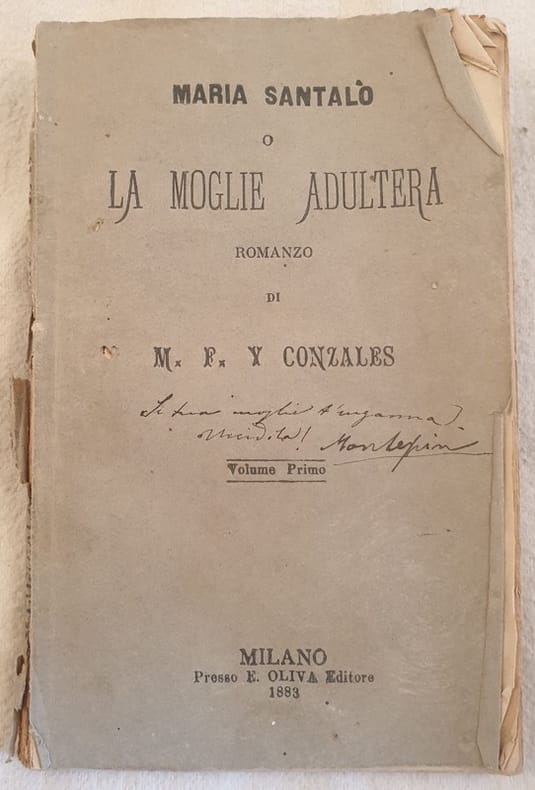 MARIA SANTALÒ
O
LA MOGLIE ADULTERA
ROMANZO
DI
M. F. Y CONZALES
Se tua moglie t'inganna,
Uccidila! Montepin
Volume Primo
MILANO
Presso E. OLIVA Editore
1883